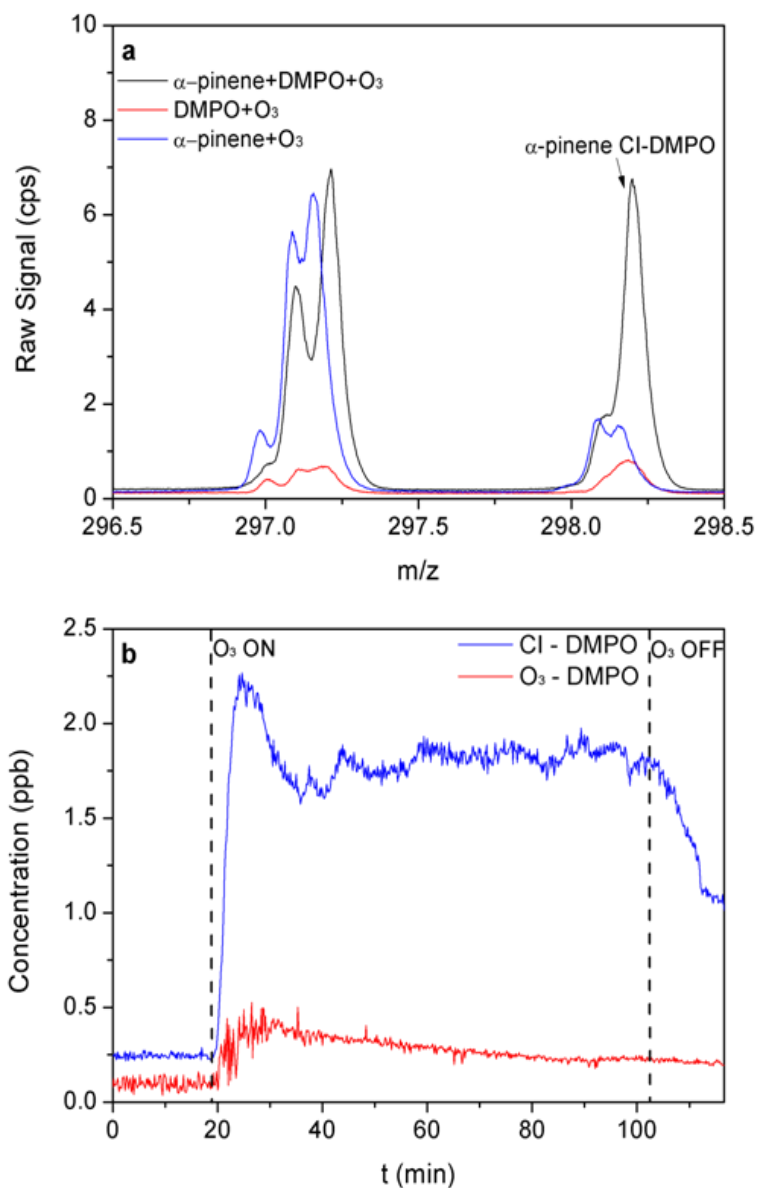 a
10
8
6
4
2
0
Raw Signal (cps)
α−pinene+DMPO+O₃
DMPO+O₃
α−pinene+O₃
α-pinene CI-DMPO
296.5 297.0 297.5 298.0 298.5
m/z
b
2.5
2.0
1.5
1.0
0.5
0.0
Concentration (ppb)
O₃ ON
CI - DMPO
O₃ - DMPO
O₃ OFF
0 20 40 60 80 100
t (min)